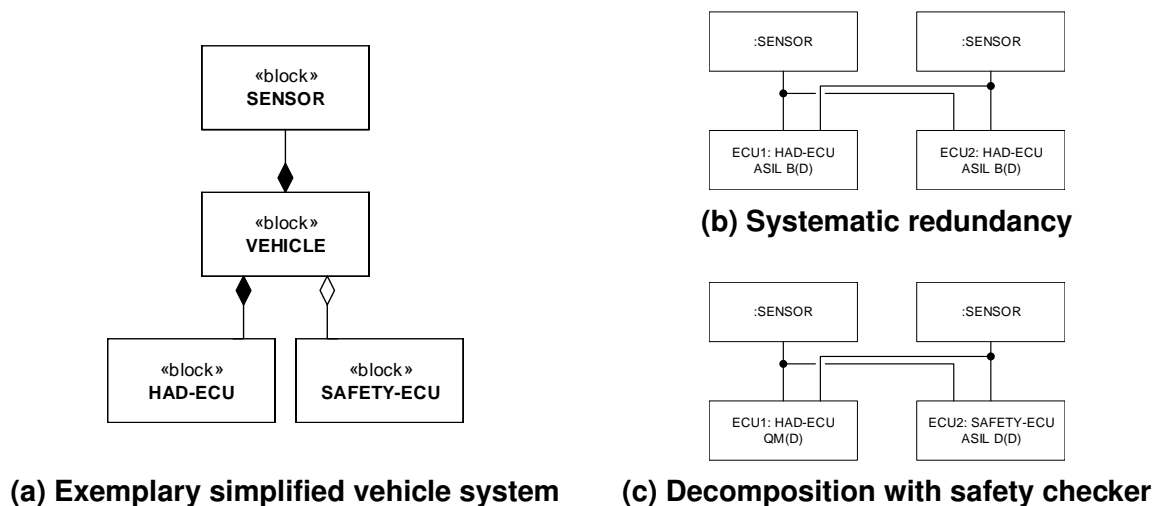 «block»
SENSOR
«block»
VEHICLE
«block»
HAD-ECU
«block»
SAFETY-ECU
(a) Exemplary simplified vehicle system
:SENSOR
:SENSOR
ECU1: HAD-ECU
ASIL B(D)
ECU2: HAD-ECU
ASIL B(D)
(b) Systematic redundancy
:SENSOR
:SENSOR
ECU1: HAD-ECU
QM(D)
ECU2: SAFETY-ECU
ASIL D(D)
(c) Decomposition with safety checker